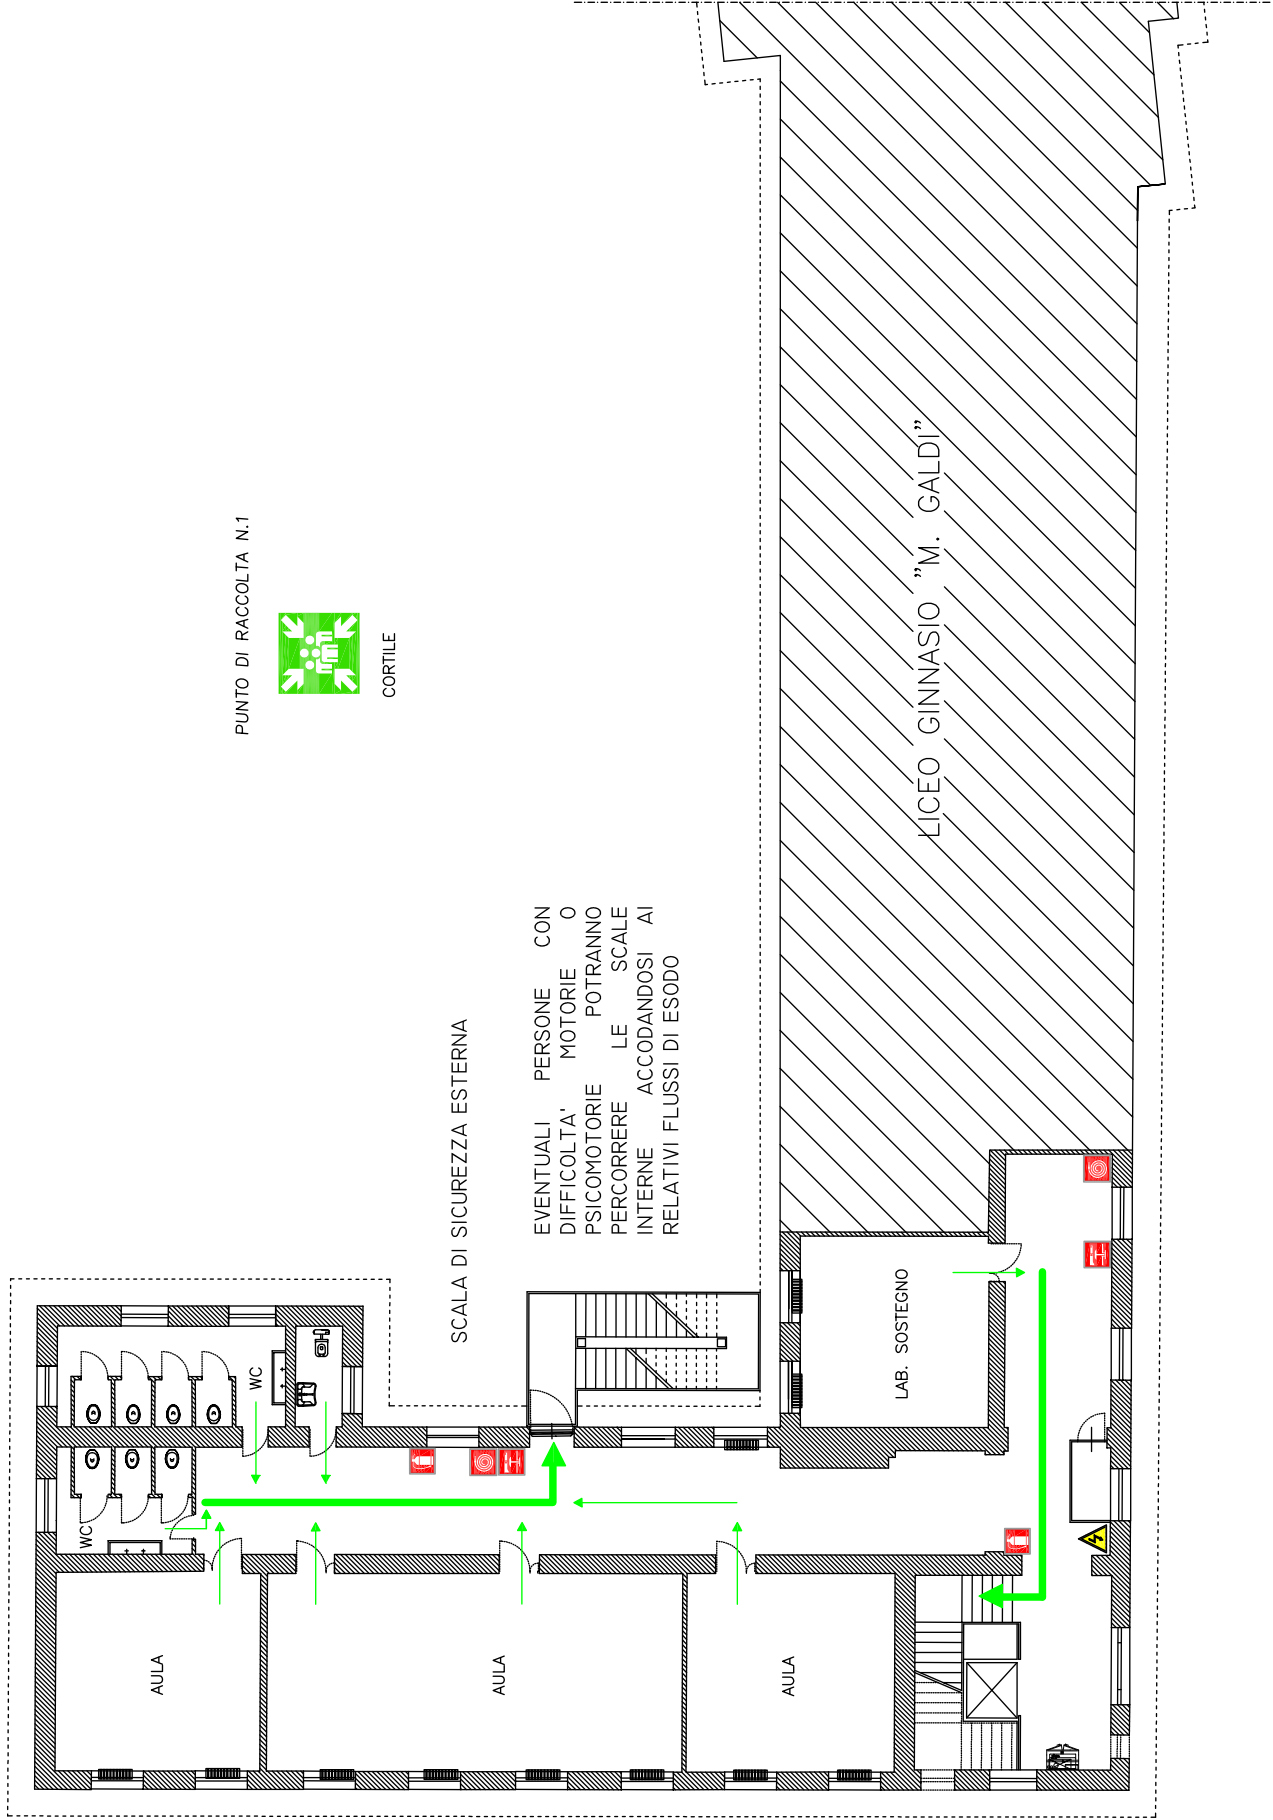 PUNTO DI RACCOLTA N.1
CORTILE
SCALA DI SICUREZZA ESTERNA
EVENTUALI PERSONE CON
DIFFICOLTA' MOTORIE O
PSICOMOTORIE POTRANNO
PERCORRERE LE SCALE
INTERNE ACCODANDOSI AI
RELATIVI FLUSSI DI ESODO
LICEO GINNASIO "M. GALDI"
WC
WC
LAB. SOSTEGNO
AULA
AULA
AULA